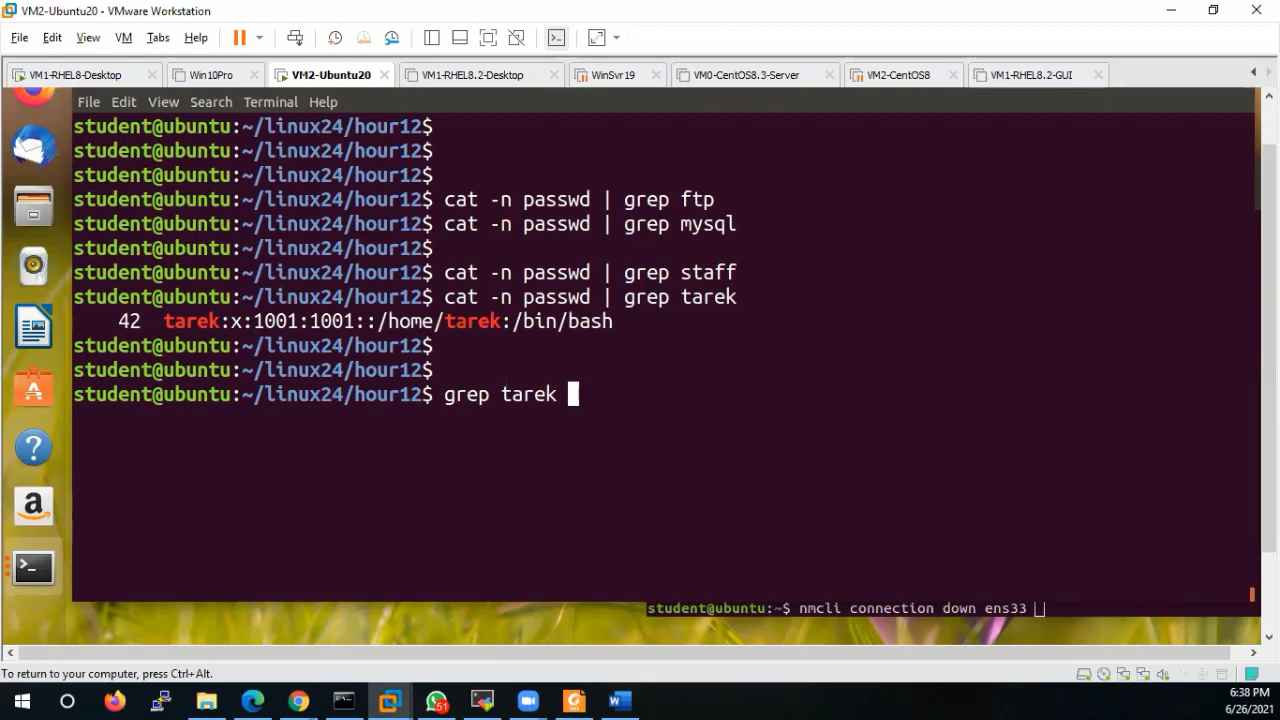 VM2-Ubuntu20 - VMware Workstation
File Edit View VM Tabs Help
VM1-RHEL8-Desktop Win10Pro VM2-Ubuntu20 VM1-RHEL8.2-Desktop WinSvr19 VM0-CentOS8.3-Server VM2-CentOS8 VM1-RHEL8.2-GUI
File Edit View Search Terminal Help
student@ubuntu:~/linux24/hour12$
student@ubuntu:~/linux24/hour12$
student@ubuntu:~/linux24/hour12$
student@ubuntu:~/linux24/hour12$ cat -n passwd | grep ftp
student@ubuntu:~/linux24/hour12$ cat -n passwd | grep mysql
student@ubuntu:~/linux24/hour12$
student@ubuntu:~/linux24/hour12$ cat -n passwd | grep staff
student@ubuntu:~/linux24/hour12$ cat -n passwd | grep tarek
42 tarek:x:1001:1001::/home/tarek:/bin/bash
student@ubuntu:~/linux24/hour12$
student@ubuntu:~/linux24/hour12$
student@ubuntu:~/linux24/hour12$ grep tarek
student@ubuntu:~$ nmcli connection down ens33
To return to your computer, press Ctrl+Alt.
51
6:38 PM
6/26/2021